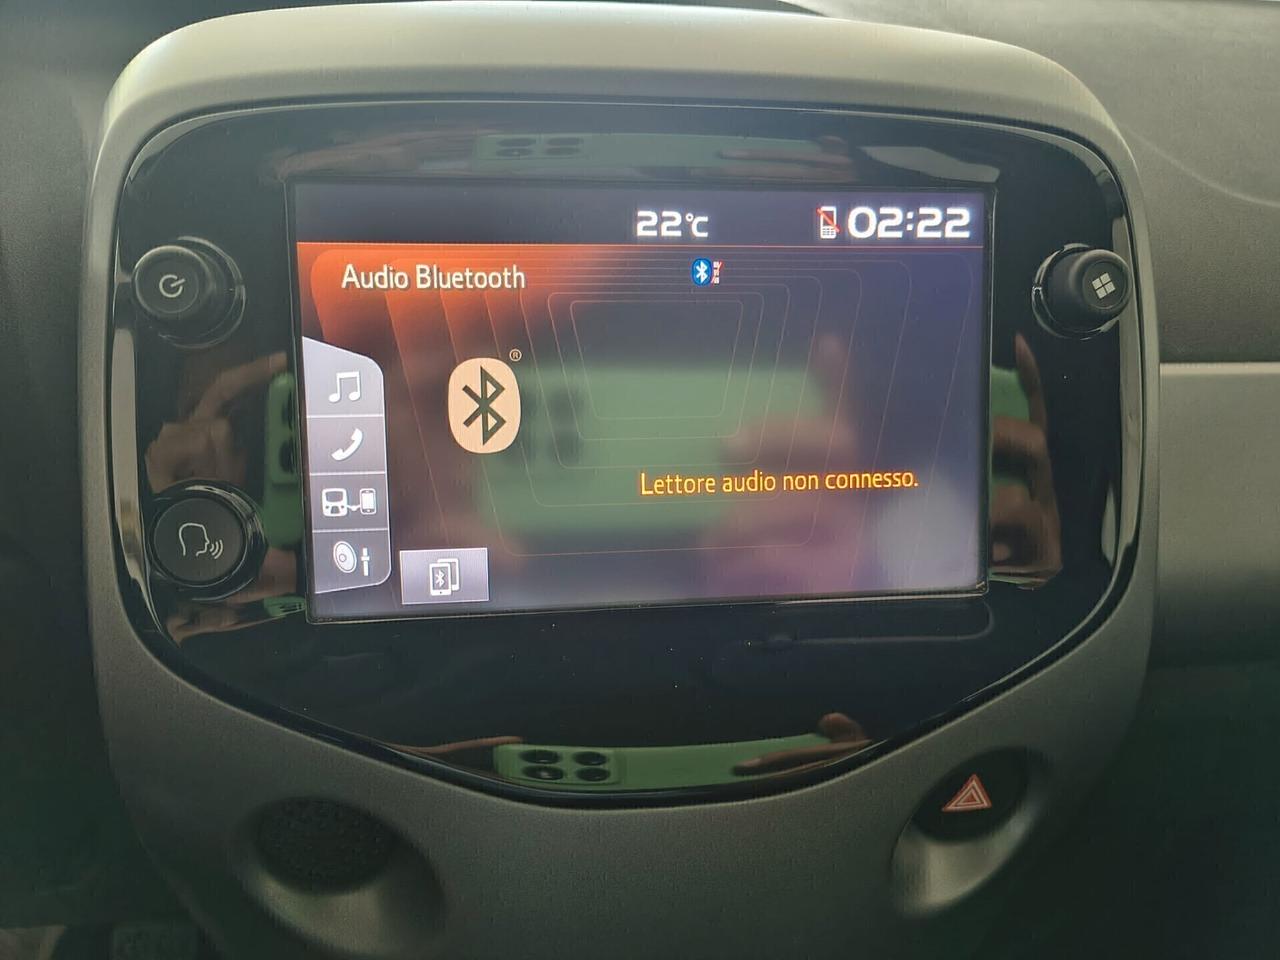 22°C
02:22
Audio Bluetooth
®
Lettore audio non connesso.